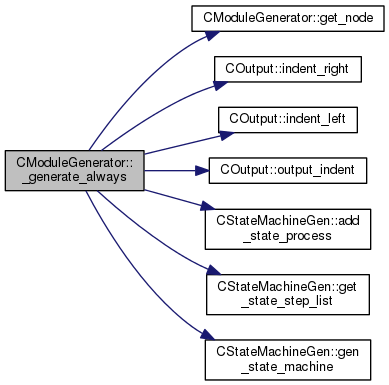 CModuleGenerator::get_node
COutput::indent_right
COutput::indent_left
CModuleGenerator::
_generate_always
COutput::output_indent
CStateMachineGen::add
_state_process
CStateMachineGen::get
_state_step_list
CStateMachineGen::gen
_state_machine